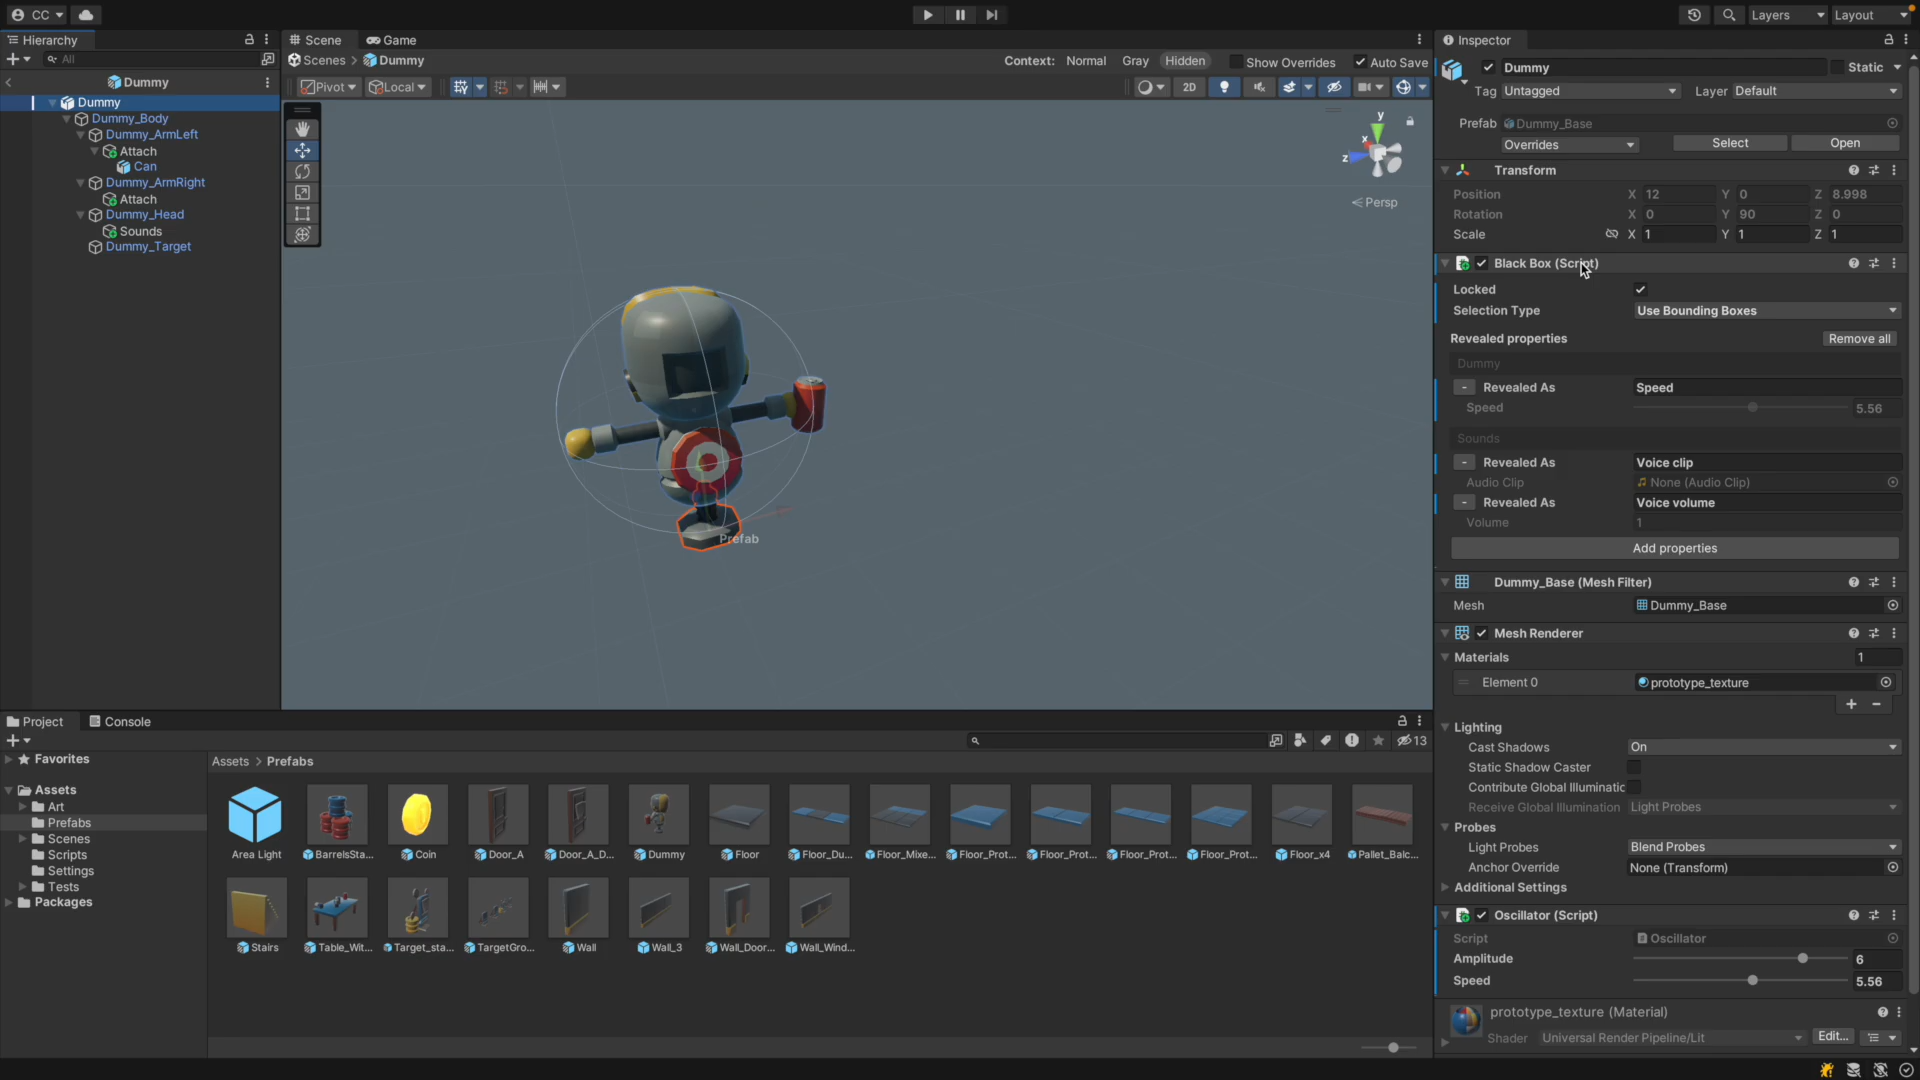 CC
Layers
Layout
Hierarchy
All
Dummy
Dummy
Dummy_Body
Dummy_ArmLeft
Attach
Can
Dummy_ArmRight
Attach
Dummy_Head
Sounds
Dummy_Target
Scene
Game
Scenes > Dummy
Context: Normal Gray Hidden Show Overrides Auto Save
Pivot
Local
2D
y
x
z
Persp
Prefab
Project
Console
13
Favorites
Assets
Art
Prefabs
Scenes
Scripts
Settings
Tests
Packages
Assets > Prefabs
Area Light
BarrelsSta...
Coin
Door_A
Door_A_D...
Dummy
Floor
Floor_Du...
Floor_Mixe...
Floor_Prot...
Floor_Prot...
Floor_Prot...
Floor_Prot...
Floor_x4
Pallet_Balc...
Stairs
Table_Wit...
Target_sta...
TargetGro...
Wall
Wall_3
Wall_Door...
Wall_Wind...
Inspector
Dummy
Static
Tag Untagged
Layer Default
Prefab Dummy_Base
Overrides
Select
Open
Transform
Position X 12 Y 0 Z 8.998
Rotation X 0 Y 90 Z 0
Scale X 1 Y 1 Z 1
Black Box (Script)
Locked
Selection Type Use Bounding Boxes
Revealed properties Remove all
Dummy
- Revealed As Speed
Speed 5.56
Sounds
- Revealed As Voice clip
Audio Clip None (Audio Clip)
- Revealed As Voice volume
Volume 1
Add properties
Dummy_Base (Mesh Filter)
Mesh Dummy_Base
Mesh Renderer
Materials 1
Element 0 prototype_texture
+ −
Lighting
Cast Shadows On
Static Shadow Caster
Contribute Global Illuminatic
Receive Global Illumination Light Probes
Probes
Light Probes Blend Probes
Anchor Override None (Transform)
Additional Settings
Oscillator (Script)
Script Oscillator
Amplitude 6
Speed 5.56
prototype_texture (Material)
Shader Universal Render Pipeline/Lit Edit...